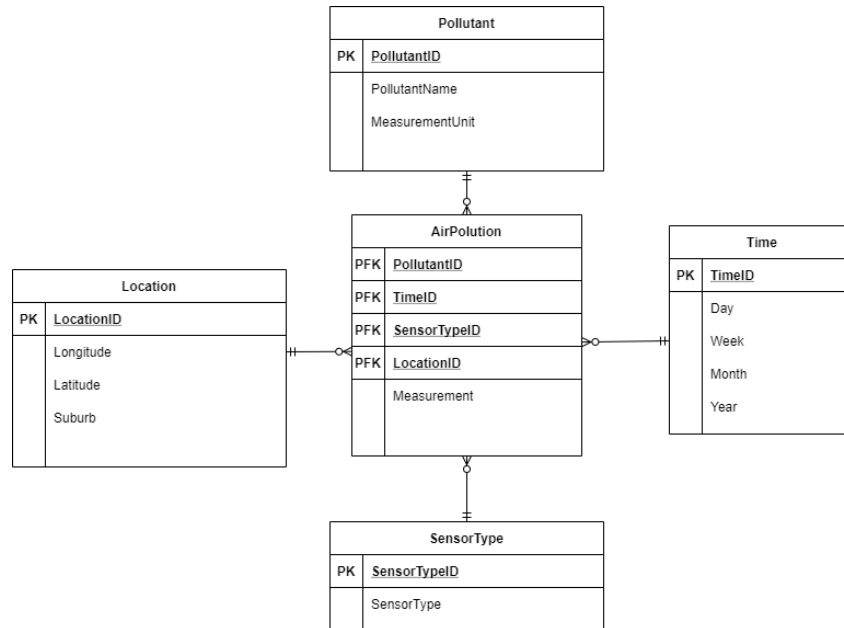 Pollutant
PK PollutantID
PollutantName
MeasurementUnit
AirPolution
PFK PollutantID
PFK TimeID
PFK SensorTypeID
PFK LocationID
Measurement
Time
PK TimeID
Day
Week
Month
Year
Location
PK LocationID
Longitude
Latitude
Suburb
SensorType
PK SensorTypeID
SensorType